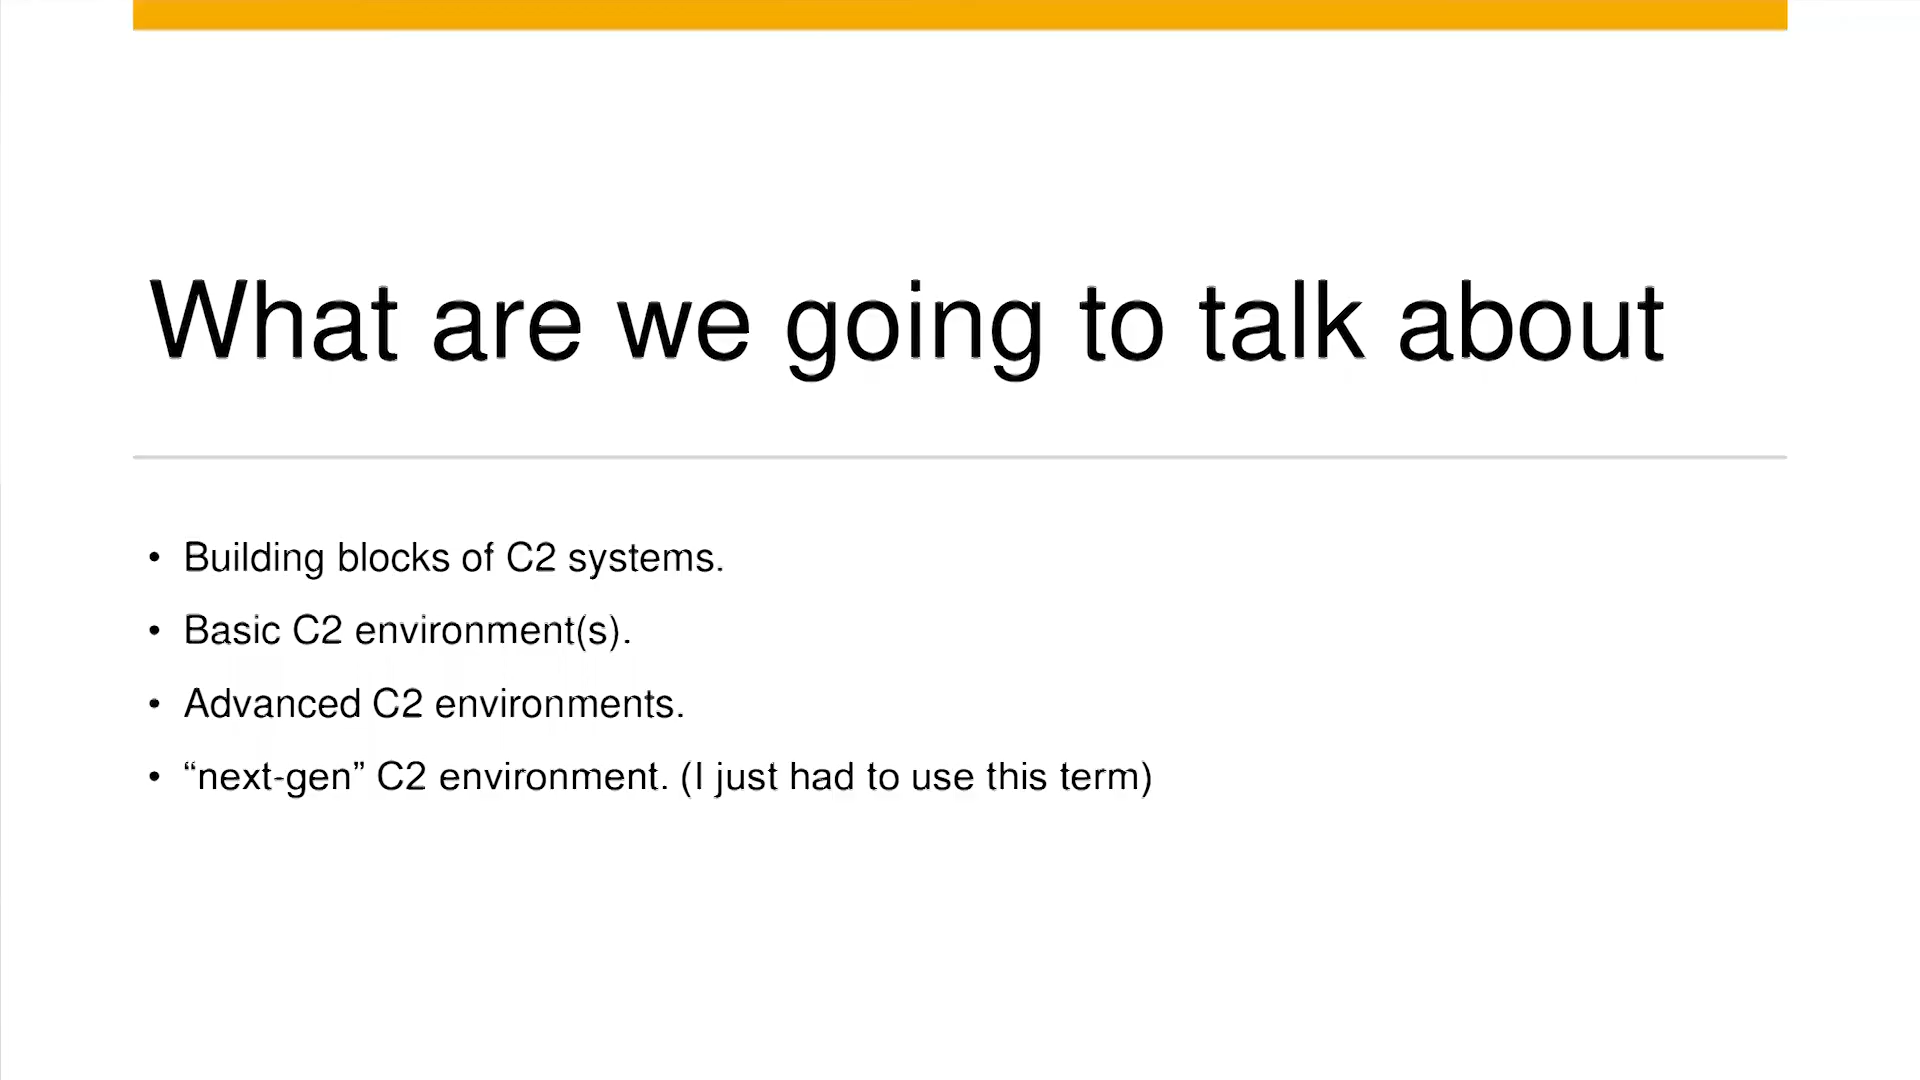 What are we going to talk about
• Building blocks of C2 systems.
• Basic C2 environment(s).
• Advanced C2 environments.
• “next-gen” C2 environment. (I just had to use this term)